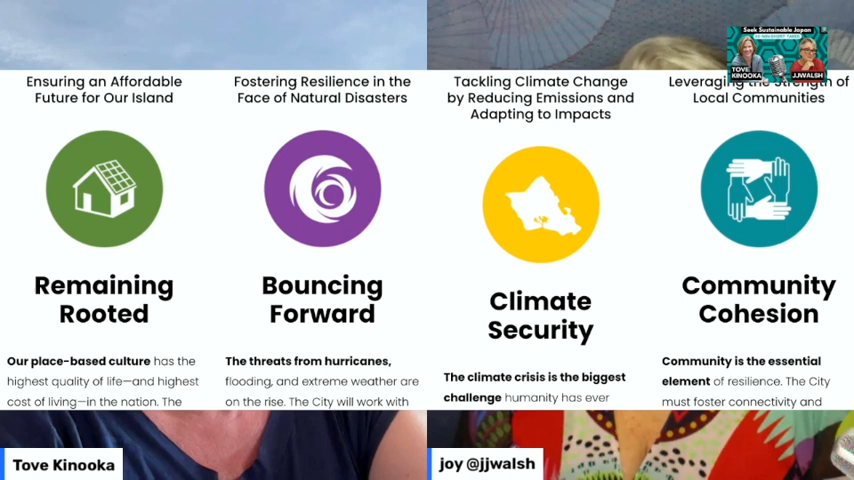 Seek Sustainable Japan
TOVE
KINOOKA
JJWALSH
Ensuring an Affordable
Future for Our Island
Fostering Resilience in the
Face of Natural Disasters
Tackling Climate Change
by Reducing Emissions and
Adapting to Impacts
Leveraging the Strength of
Local Communities
Remaining
Rooted
Bouncing
Forward
Climate
Security
Community
Cohesion
Our place-based culture has the
highest quality of life—and highest
cost of living—in the nation. The
The threats from hurricanes,
flooding, and extreme weather are
on the rise. The City will work with
The climate crisis is the biggest
challenge humanity has ever
Community is the essential
element of resilience. The City
must foster connectivity and
Tove Kinooka
joy @jjwalsh